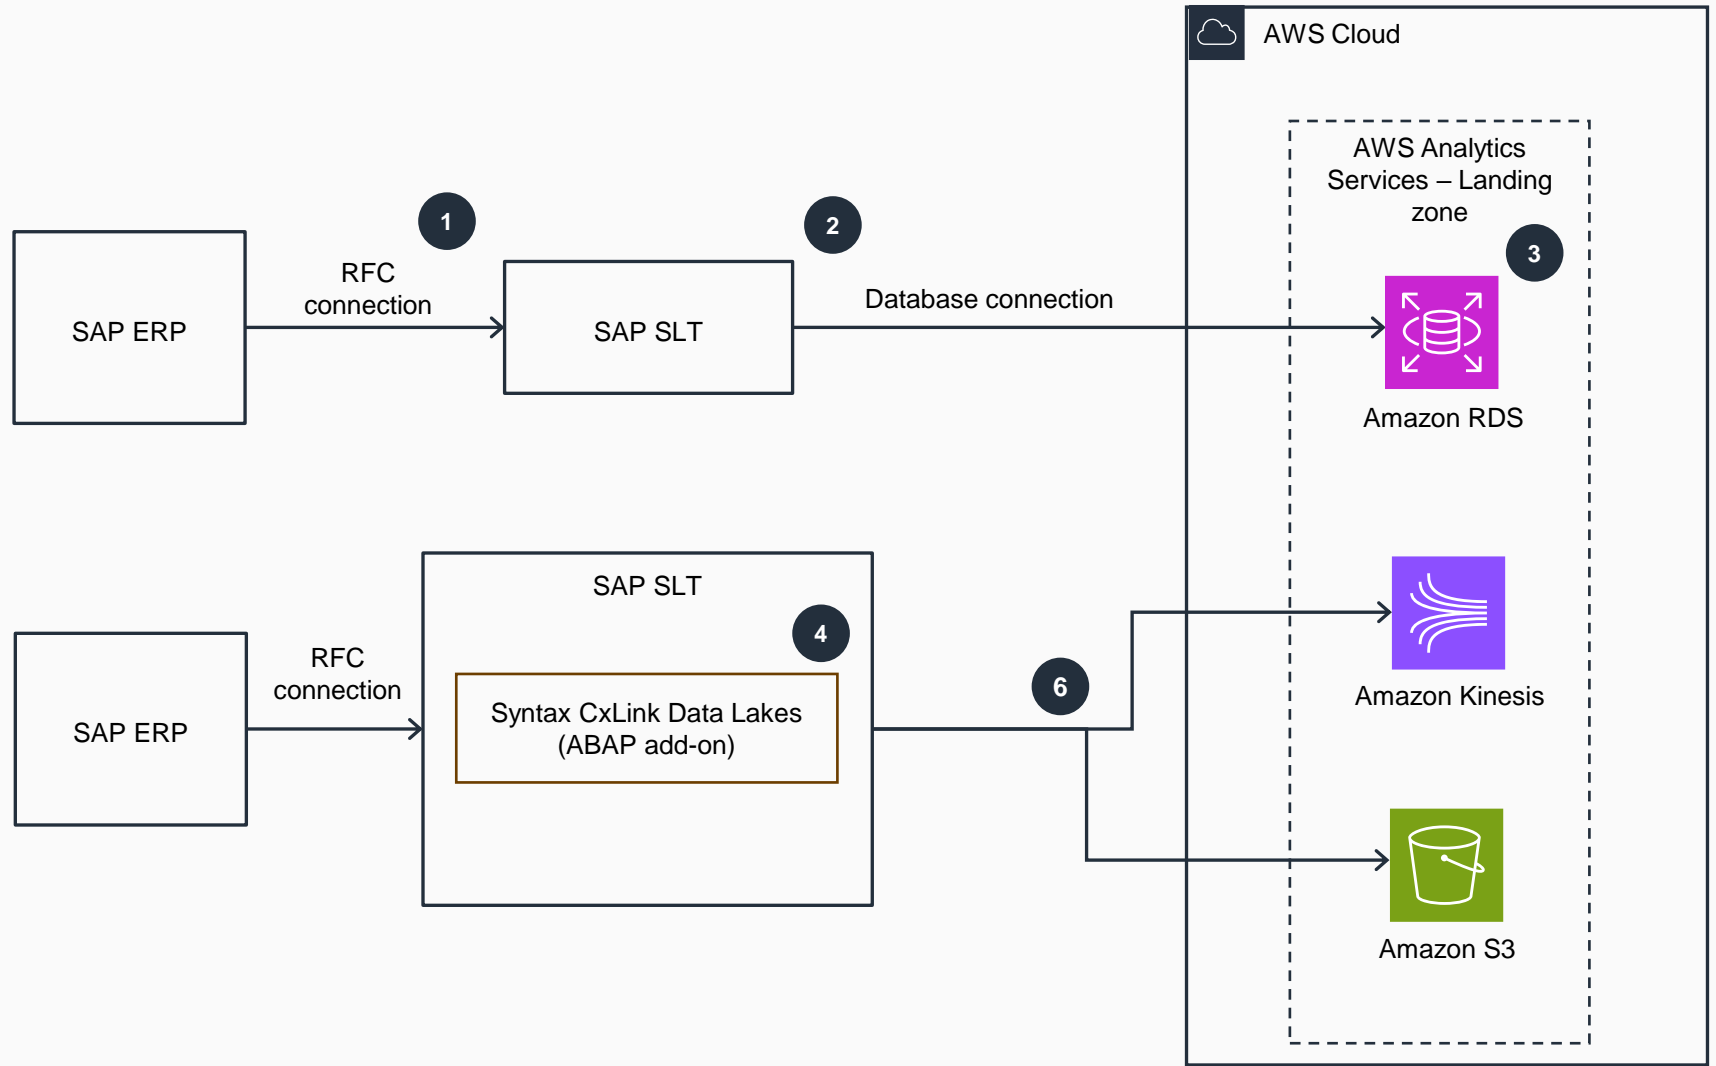 AWS Cloud
AWS Analytics
Services – Landing
zone
1
2
3
RFC
connection
SAP ERP
SAP SLT
Database connection
Amazon RDS
SAP SLT
4
RFC
connection
6
Syntax CxLink Data Lakes
(ABAP add-on)
SAP ERP
Amazon Kinesis
Amazon S3